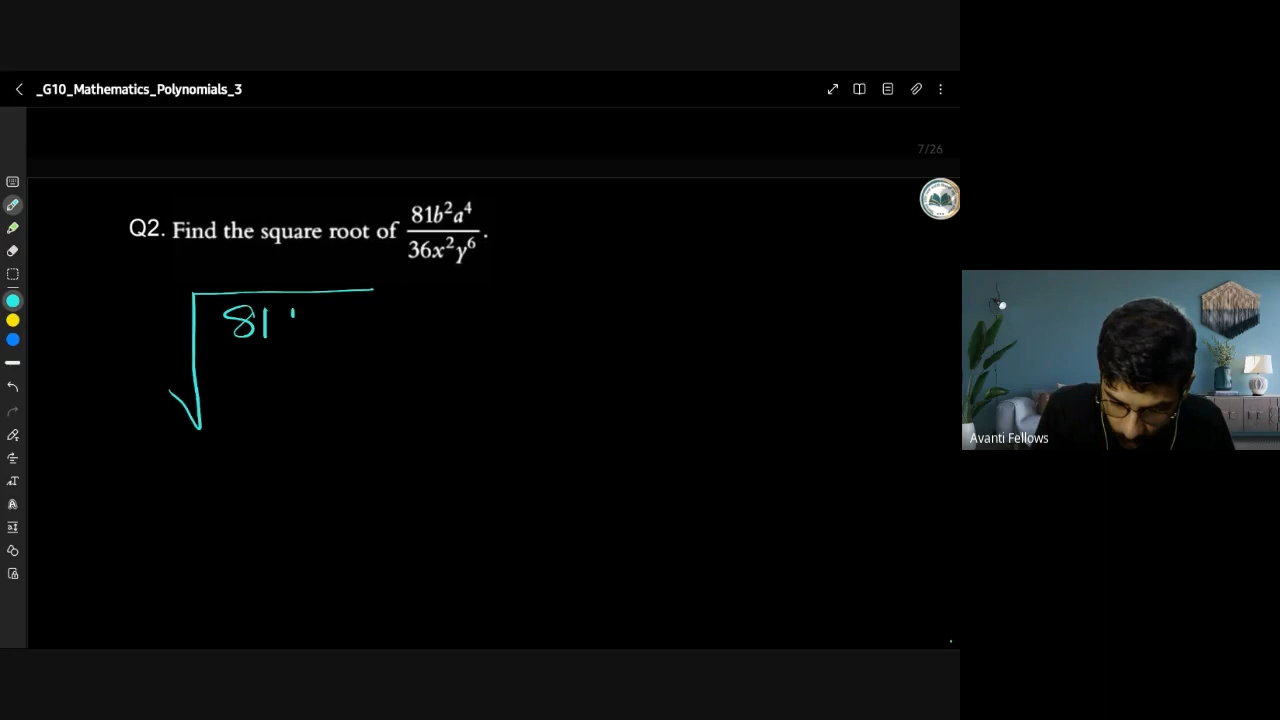 _G10_Mathematics_Polynomials_3
7/26
Q2. Find the square root of 81b²a⁴/36x²y⁶.
√81
Avanti Fellows